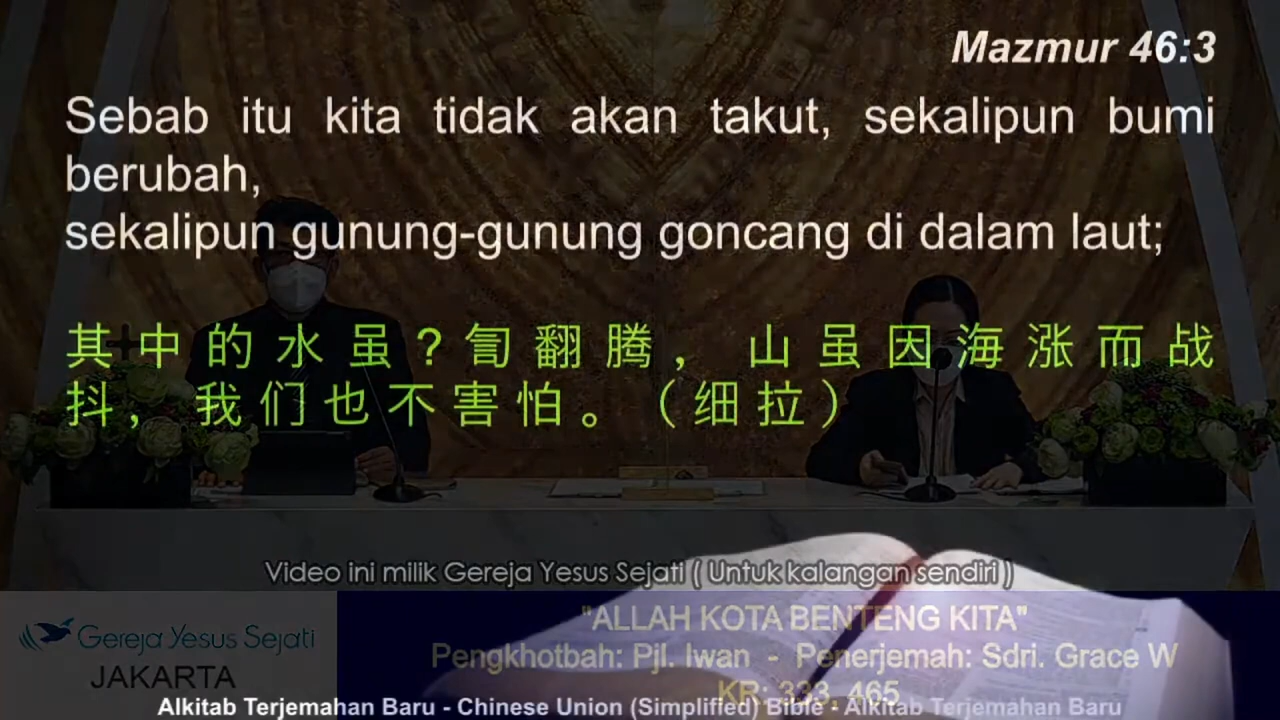 Mazmur 46:3
Sebab itu kita tidak akan takut, sekalipun bumi
berubah,
sekalipun gunung-gunung goncang di dalam laut;
其中的水虽?訇翻腾，山虽因海涨而战
抖，我们也不害怕。（细拉）
Video ini milik Gereja Yesus Sejati ( Untuk kalangan sendiri )
"ALLAH KOTA BENTENG KITA"
Gereja Yesus Sejati
JAKARTA
Pengkhotbah: Pjl. Iwan - Penerjemah: Sdri. Grace W
KR: 333, 465
Alkitab Terjemahan Baru - Chinese Union (Simplified) Bible - Alkitab Terjemahan Baru